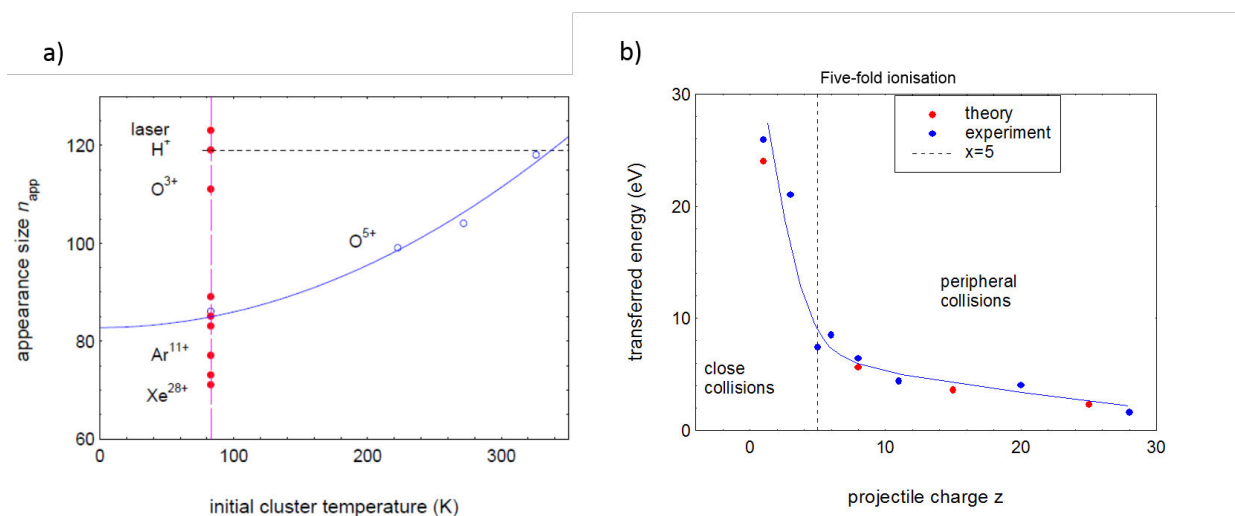 a)
120
100
80
60
0
100
200
300
appearance size n_app
laser
H⁺
O³⁺
O⁵⁺
Ar¹¹⁺
Xe²⁸⁺
initial cluster temperature (K)
b)
Five-fold ionisation
30
20
10
0
0
10
20
30
transferred energy (eV)
theory
experiment
x=5
peripheral
collisions
close
collisions
projectile charge z